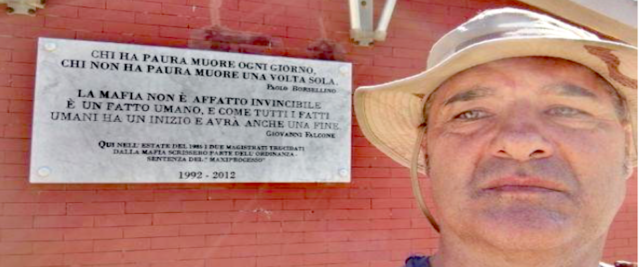 CHI HA PAURA MUORE OGNI GIORNO,
CHI NON HA PAURA MUORE UNA VOLTA SOLA.
PAOLO BORSELLINO
LA MAFIA NON È AFFATTO INVINCIBILE
È UN FATTO UMANO, E COME TUTTI I FATTI
UMANI HA UN INIZIO E AVRÀ ANCHE UNA FINE
GIOVANNI FALCONE
QUI NELL'ESTATE DEL 1985 I DUE MAGISTRATI TRUCIDATI
DALLA MAFIA SCRISSERO PARTE DELL'ORDINANZA-
SENTENZA DEL "MAXIPROCESSO"
1992 - 2012